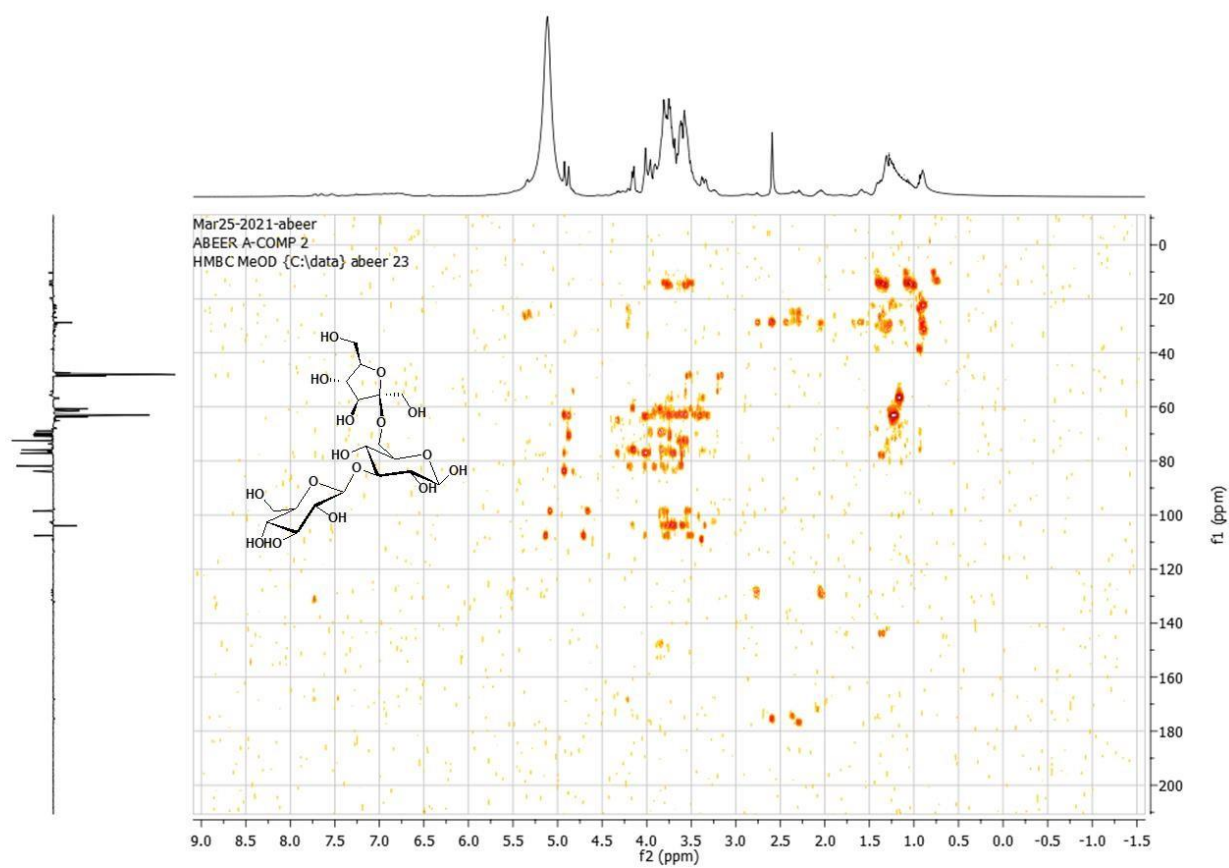 Mar25-2021-abeer
ABEER A-COMP 2
HMBC MeOD {C:\data} abeer 23
HO
O
HO
HO
OH
O
HO
O
OH
O
OH
O
HO
OH
HOHO
0
20
40
60
80
100
120
140
160
180
200
f1 (ppm)
9.0 8.5 8.0 7.5 7.0 6.5 6.0 5.5 5.0 4.5 4.0 3.5 3.0 2.5 2.0 1.5 1.0 0.5 0.0 -0.5 -1.0 -1.5
f2 (ppm)